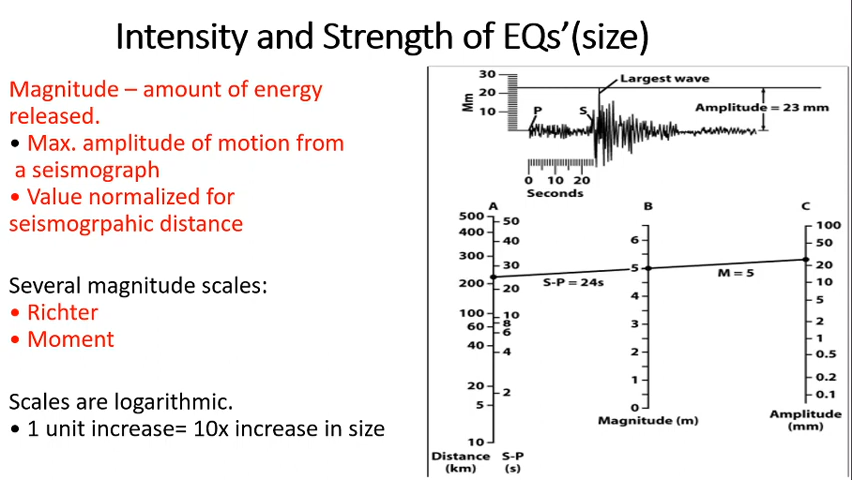 Intensity and Strength of EQs’(size)
Magnitude – amount of energy
released.
• Max. amplitude of motion from
a seismograph
• Value normalized for
seismogrpahic distance
Several magnitude scales:
• Richter
• Moment
Scales are logarithmic.
• 1 unit increase= 10x increase in size
30
20
10
Mm
Largest wave
P
S
Amplitude = 23 mm
0 10 20
Seconds
A
500
400
300
200
100
60
40
20
5
10
Distance
(km)
50
40
30
20
10
8
6
4
2
S-P
(s)
S-P = 24s
B
6
5
4
3
2
1
0
Magnitude (m)
M = 5
C
100
50
20
10
5
2
1
0.5
0.2
0.1
Amplitude
(mm)